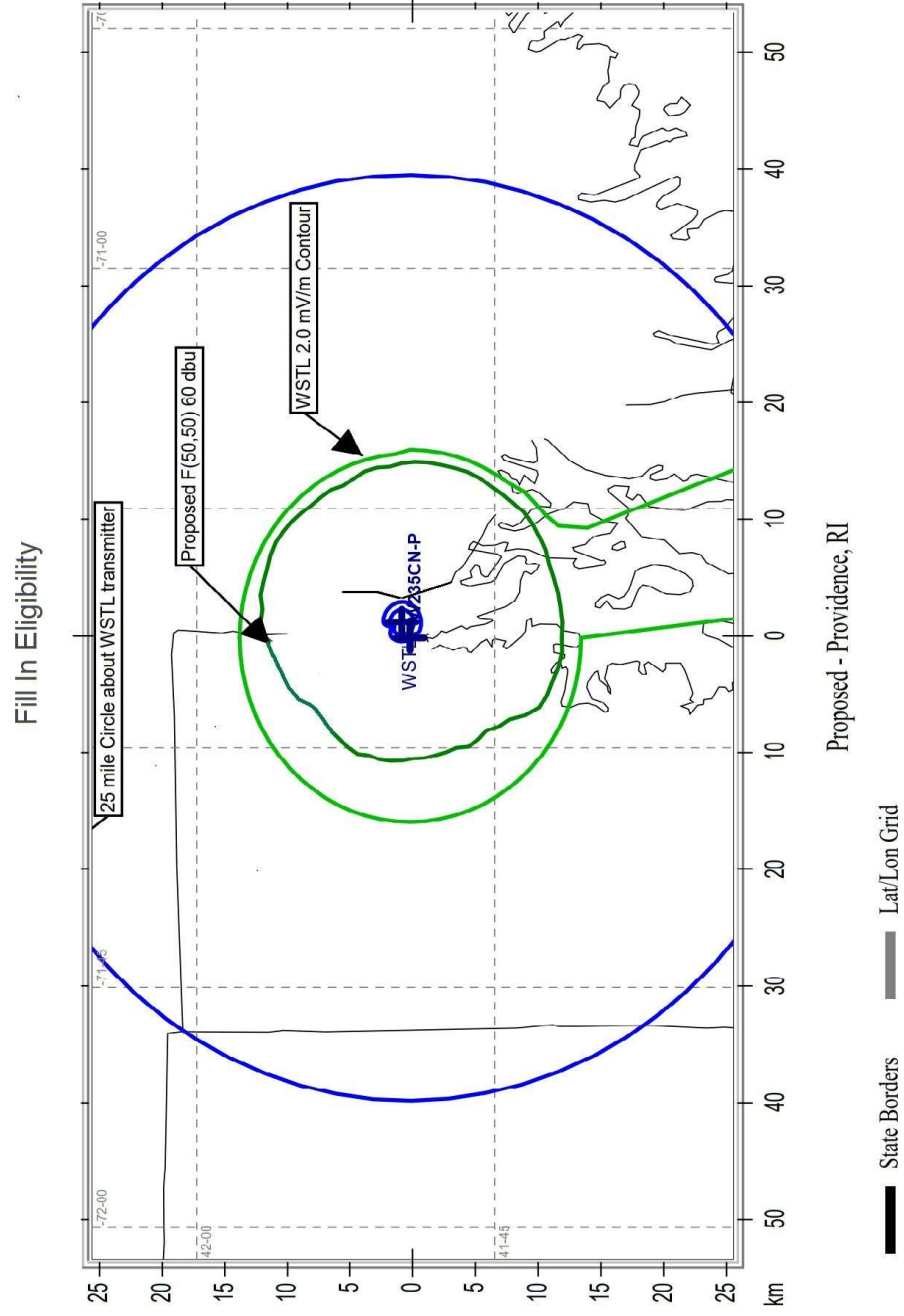 Fill In Eligibility
25 mile Circle about WSTL transmitter
Proposed F(50,50) 60 dbu
WSTL 2.0 mV/m Contour
-72-00
-71-00
42-00
41-45
WSTL
235CN-P
25
20
15
10
5
0
5
10
15
20
25
km
50
40
30
20
10
0
10
20
30
40
50
Proposed - Providence, RI
State Borders
Lat/Lon Grid